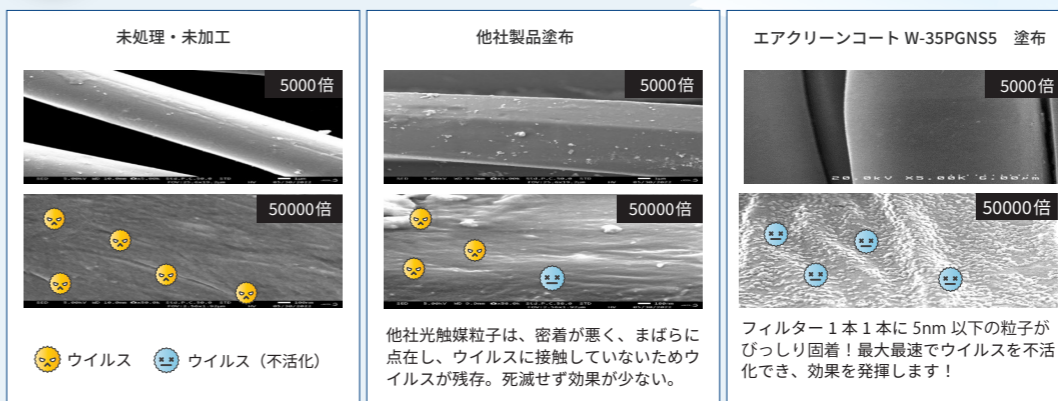 未処理・未加工
5000倍
50000倍
ウイルス
ウイルス（不活化）
他社製品塗布
5000倍
50000倍
他社光触媒粒子は、密着が悪く、まばらに
点在し、ウイルスに接触していないためウ
イルスが残存。死滅せず効果が少ない。
エアクリーンコート W-35PGNS5　塗布
5000倍
20.0kV X5.00K 6.00μm
50000倍
フィルター 1 本 1 本に 5nm 以下の粒子が
びっしり固着！最大最速でウイルスを不活
化でき、効果を発揮します！